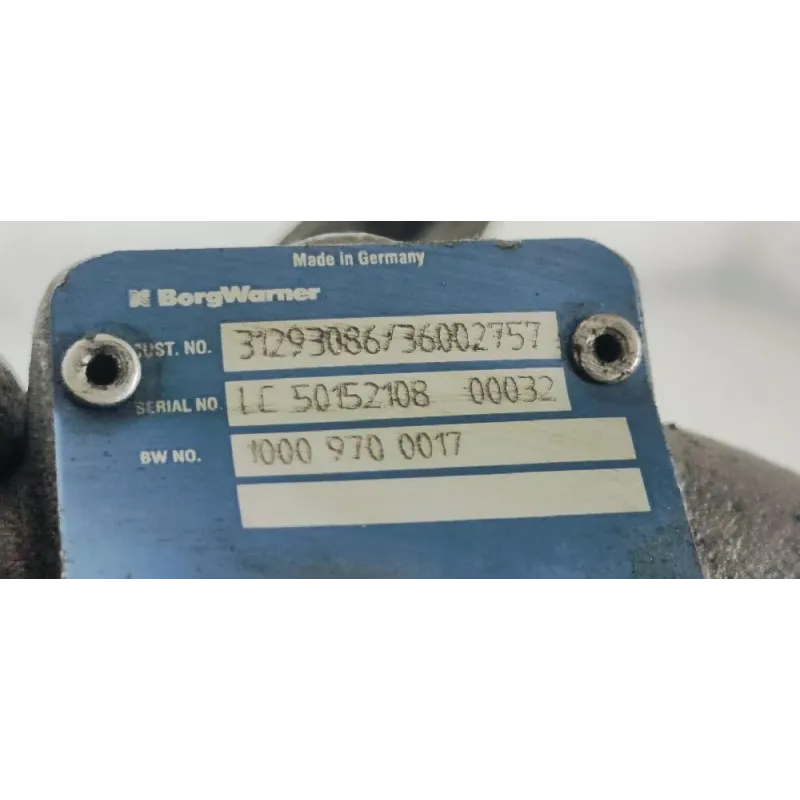 Made in Germany
BorgWarner
CUST. NO. 31293086/36002757
SERIAL NO LC 50152108 00032
BW NO. 1000 970 0017